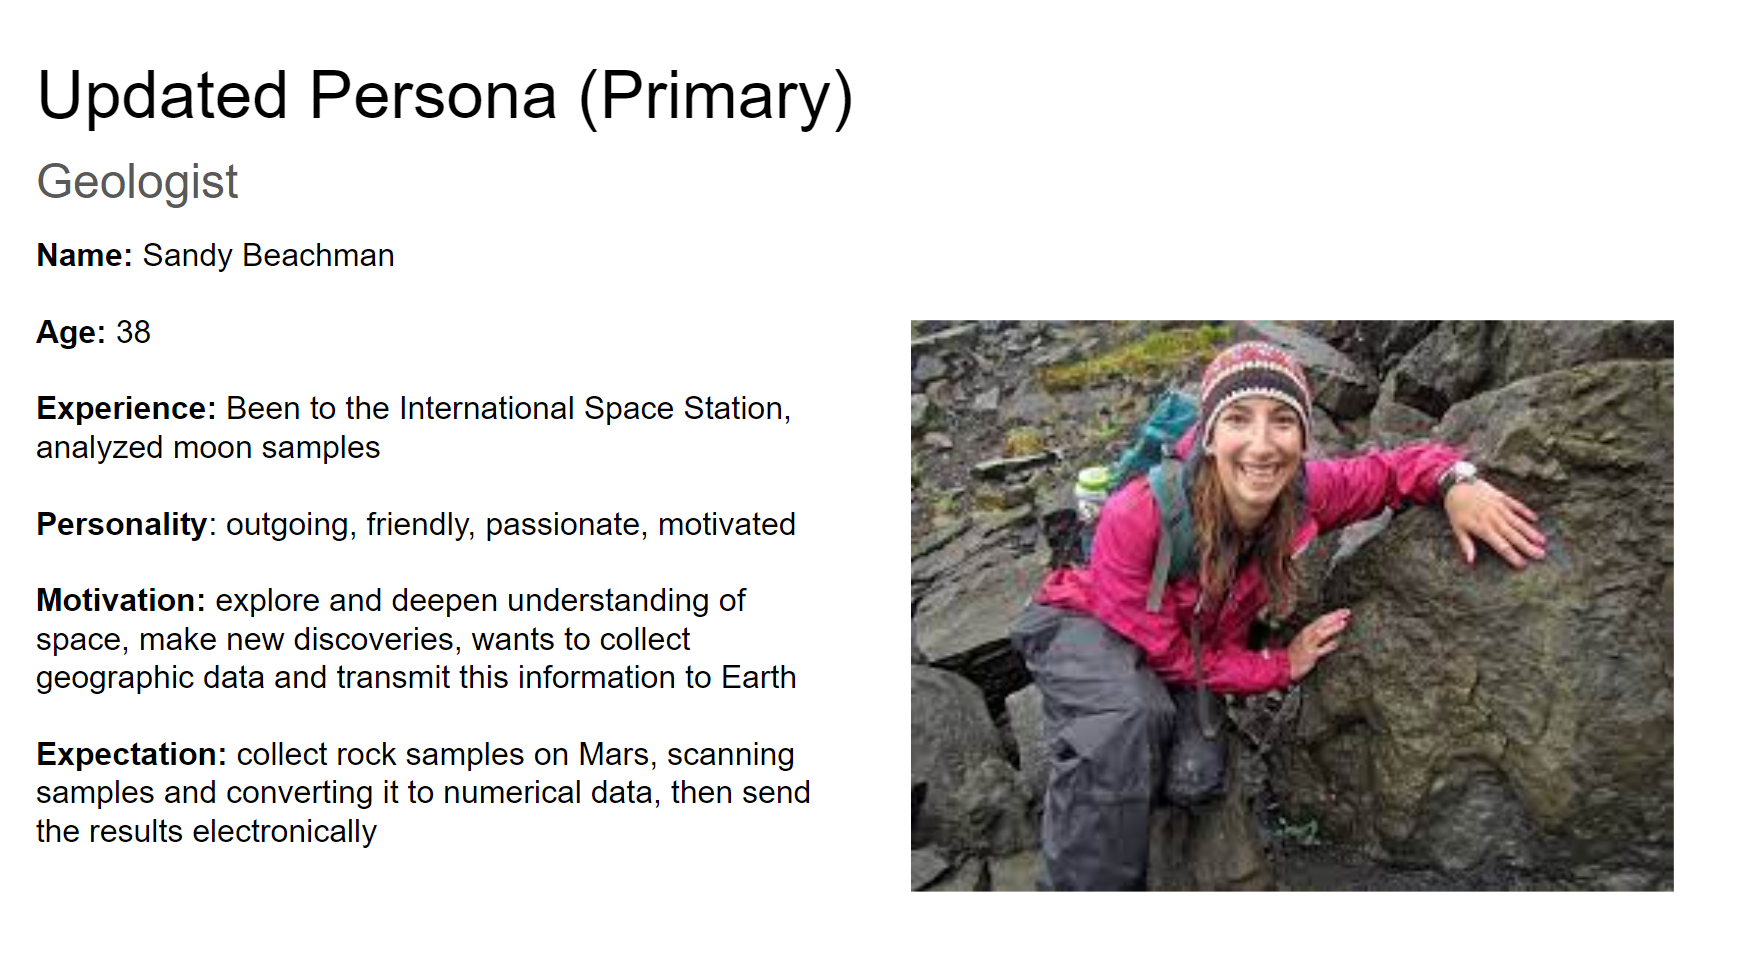 Updated Persona (Primary)
Geologist
Name: Sandy Beachman
Age: 38
Experience: Been to the International Space Station,
analyzed moon samples
Personality: outgoing, friendly, passionate, motivated
Motivation: explore and deepen understanding of
space, make new discoveries, wants to collect
geographic data and transmit this information to Earth
Expectation: collect rock samples on Mars, scanning
samples and converting it to numerical data, then send
the results electronically